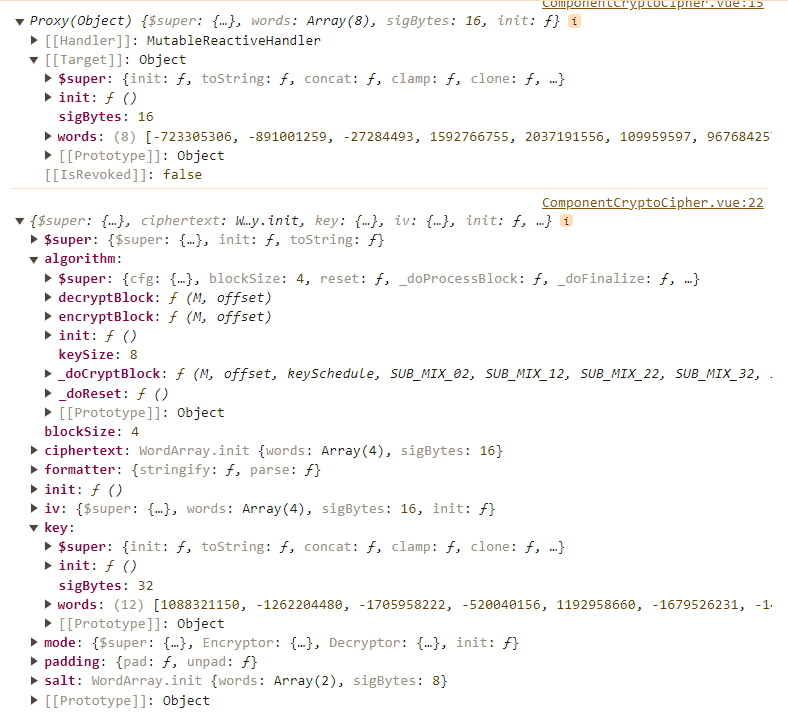 ComponentCryptoCipher.vue:15
Proxy(Object) {$super: {…}, words: Array(8), sigBytes: 16, init: ƒ} i
[[Handler]]: MutableReactiveHandler
[[Target]]: Object
$super: {init: ƒ, toString: ƒ, concat: ƒ, clamp: ƒ, clone: ƒ, …}
init: ƒ ()
sigBytes: 16
words: (8) [-723305306, -891001259, -27284493, 1592766755, 2037191556, 109959597, 967684257
[[Prototype]]: Object
[[IsRevoked]]: false
ComponentCryptoCipher.vue:22
{$super: {…}, ciphertext: W…y.init, key: {…}, iv: {…}, init: ƒ, …} i
$super: {$super: {…}, init: ƒ, toString: ƒ}
algorithm:
$super: {cfg: {…}, blockSize: 4, reset: ƒ, _doProcessBlock: ƒ, _doFinalize: ƒ, …}
decryptBlock: ƒ (M, offset)
encryptBlock: ƒ (M, offset)
init: ƒ ()
keySize: 8
_doCryptBlock: ƒ (M, offset, keySchedule, SUB_MIX_02, SUB_MIX_12, SUB_MIX_22, SUB_MIX_32,
_doReset: ƒ ()
[[Prototype]]: Object
blockSize: 4
ciphertext: WordArray.init {words: Array(4), sigBytes: 16}
formatter: {stringify: ƒ, parse: ƒ}
init: ƒ ()
iv: {$super: {…}, words: Array(4), sigBytes: 16, init: ƒ}
key:
$super: {init: ƒ, toString: ƒ, concat: ƒ, clamp: ƒ, clone: ƒ, …}
init: ƒ ()
sigBytes: 32
words: (12) [1088321150, -1262204480, -1705958222, -520040156, 1192958660, -1679526231, -14
[[Prototype]]: Object
mode: {$super: {…}, Encryptor: {…}, Decryptor: {…}, init: ƒ}
padding: {pad: ƒ, unpad: ƒ}
salt: WordArray.init {words: Array(2), sigBytes: 8}
[[Prototype]]: Object